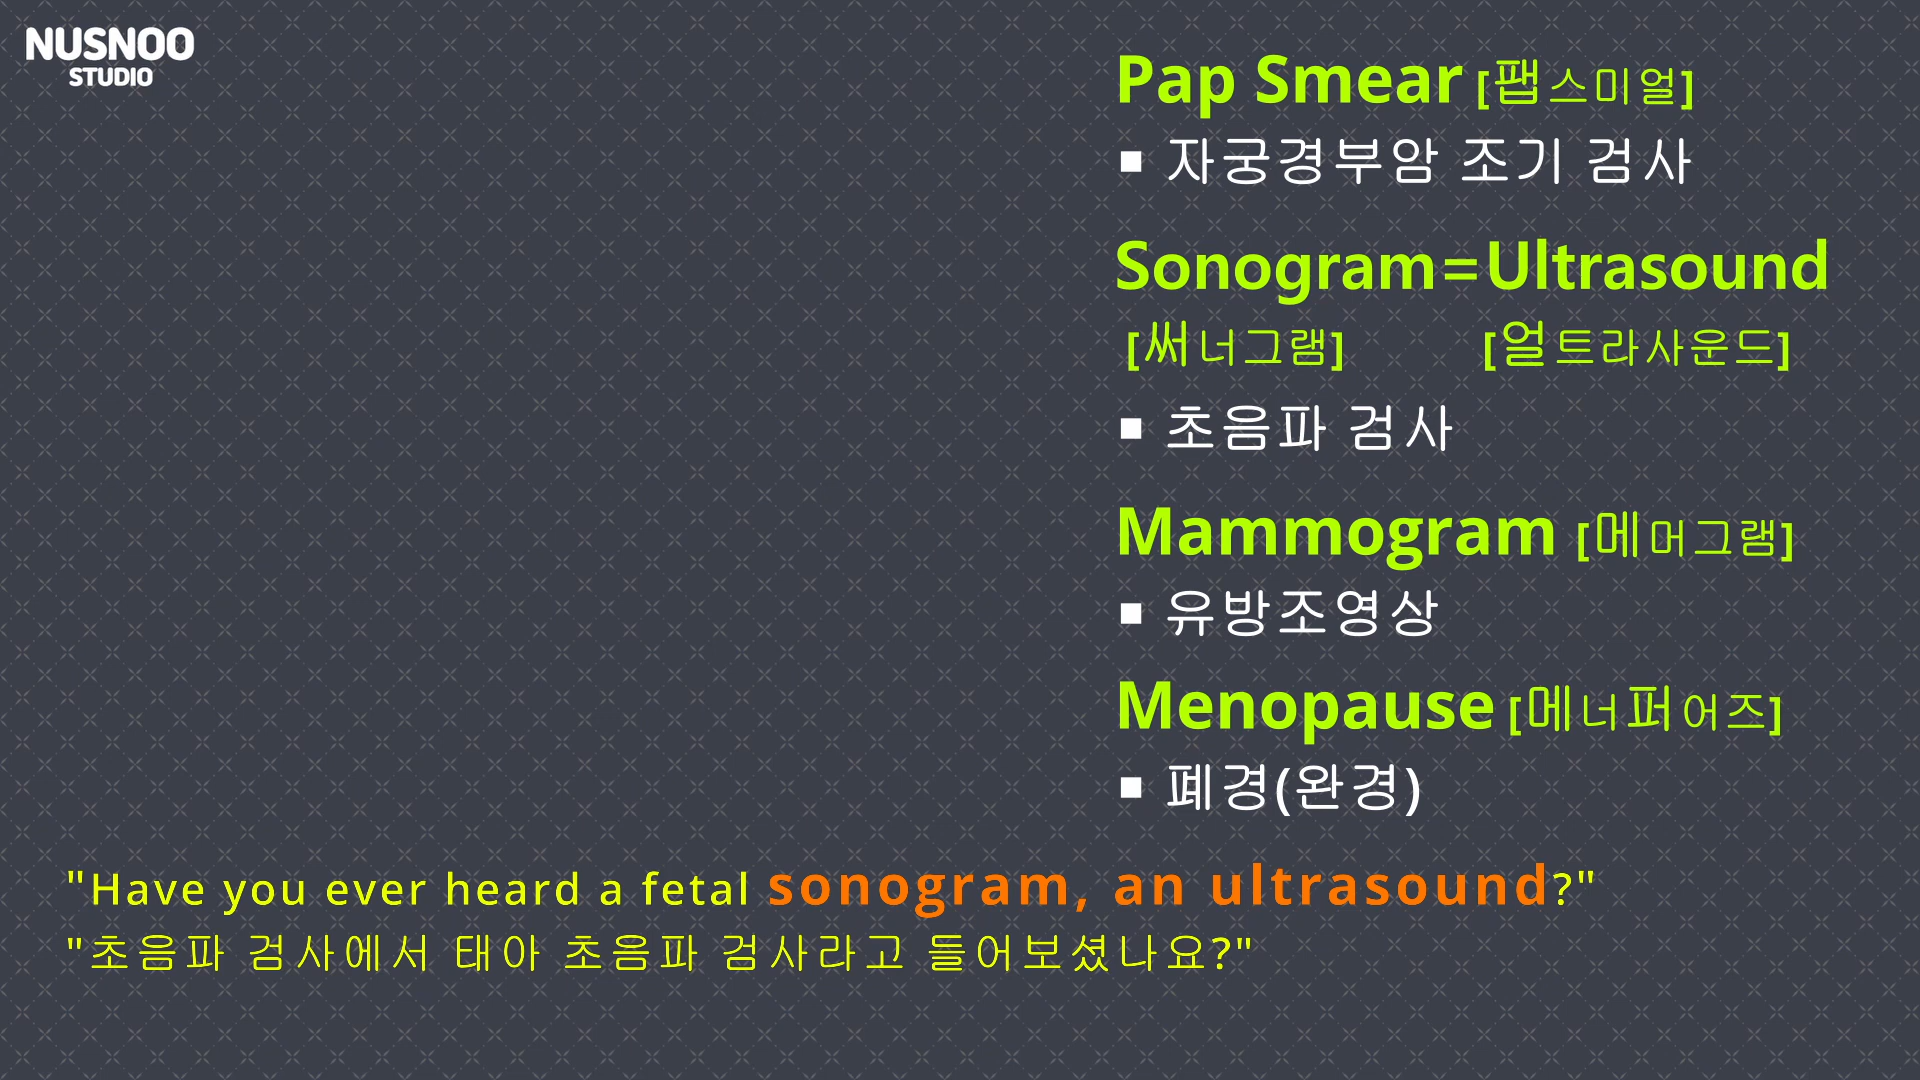 NUSNOO
STUDIO
Pap Smear [팹스미얼]
▪ 자궁경부암 조기 검사
Sonogram=Ultrasound
[써너그램] [얼트라사운드]
▪ 초음파 검사
Mammogram [메머그램]
▪ 유방조영상
Menopause [메너퍼어즈]
▪ 폐경(완경)
"Have you ever heard a fetal sonogram, an ultrasound?"
"초음파 검사에서 태아 초음파 검사라고 들어보셨나요?"